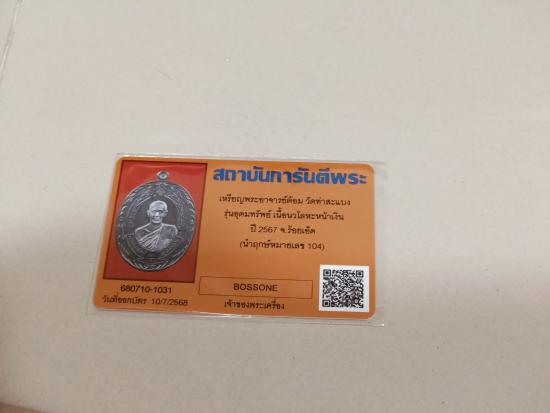 สถาบันการันตีพระ
เหรียญพระอาจารย์ต้อม วัดท่าสะแบง
รุ่นอุดมทรัพย์ เนื้อนวโลหะหน้าเงิน
ปี 2567 จ.ร้อยเอ็ด
(นำฤกษ์หมายเลข 104)
BOSSONE
เจ้าของพระเครื่อง
680710-1031
วันที่ออกบัตร 10/7/2568